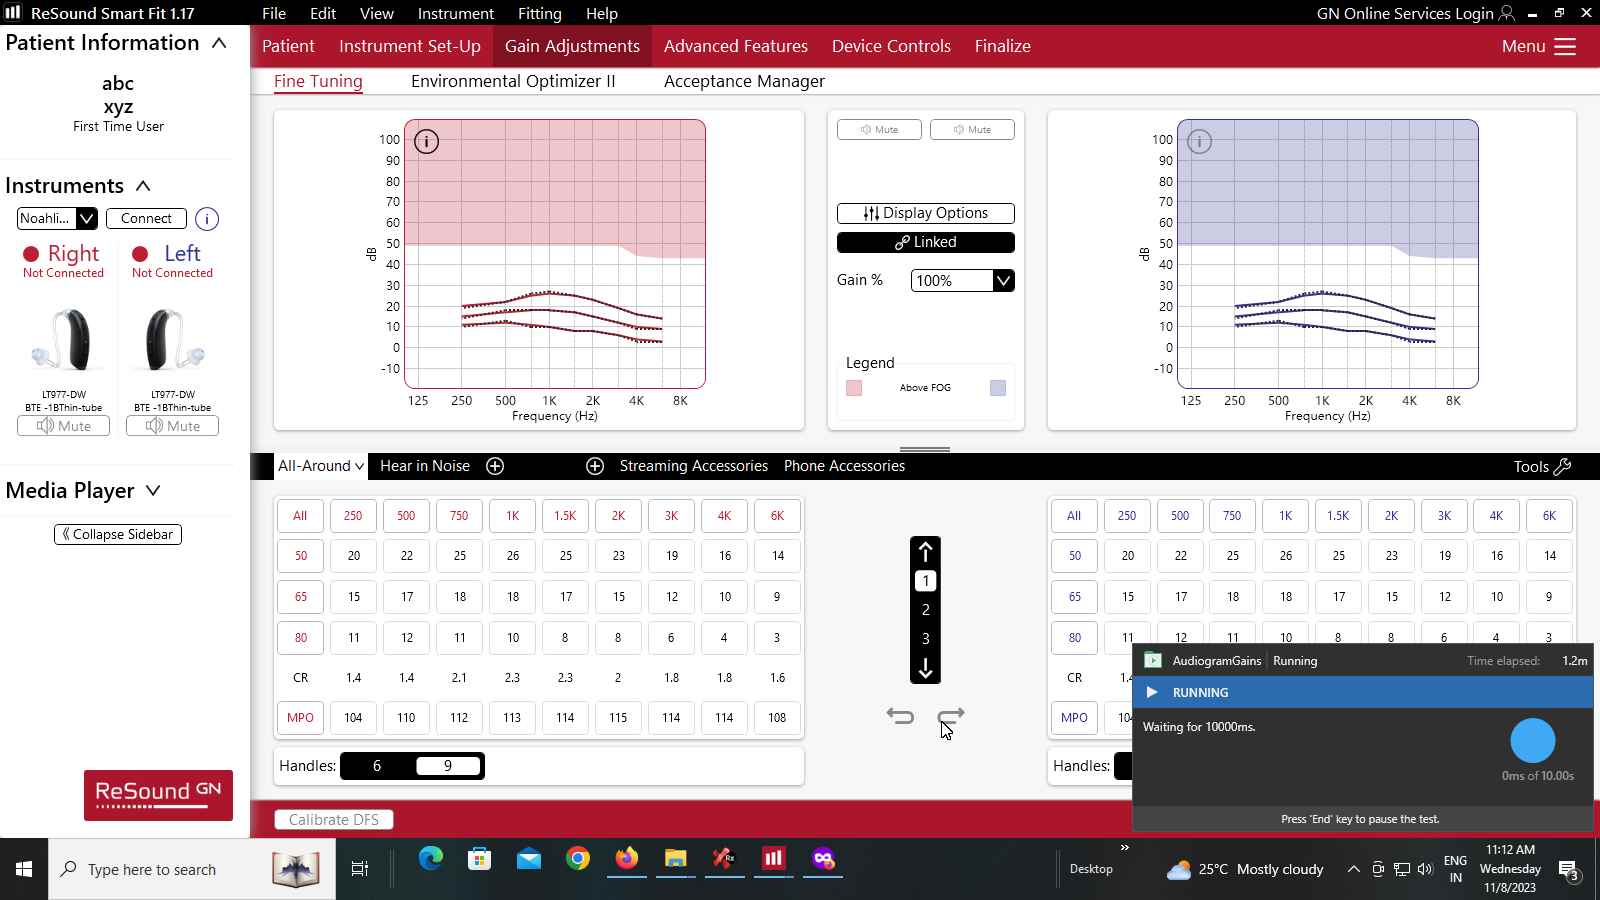 ReSound Smart Fit 1.17
File Edit View Instrument Fitting Help
GN Online Services Login
Patient Information
abc
xyz
First Time User
Instruments
Noahli... Connect i
Right Left
Not Connected Not Connected
LT977-DW LT977-DW
BTE -1BThin-tube BTE -1BThin-tube
Mute Mute
Media Player
Collapse Sidebar
ReSound GN
Patient Instrument Set-Up Gain Adjustments Advanced Features Device Controls Finalize Menu
Fine Tuning Environmental Optimizer II Acceptance Manager
i
dB
100
90
80
70
60
50
40
30
20
10
0
-10
125 250 500 1K 2K 4K 8K
Frequency (Hz)
Mute Mute
Display Options
Linked
Gain % 100%
Legend
Above FOG
i
dB
100
90
80
70
60
50
40
30
20
10
0
-10
125 250 500 1K 2K 4K 8K
Frequency (Hz)
All-Around Hear in Noise Streaming Accessories Phone Accessories Tools
All 250 500 750 1K 1.5K 2K 3K 4K 6K
50 20 22 25 26 25 23 19 16 14
65 15 17 18 18 17 15 12 10 9
80 11 12 11 10 8 8 6 4 3
CR 1.4 1.4 2.1 2.3 2.3 2 1.8 1.8 1.6
MPO 104 110 112 113 114 115 114 114 108
Handles: 6 9
1
2
3
All 250 500 750 1K 1.5K 2K 3K 4K 6K
50 20 22 25 26 25 23 19 16 14
65 15 17 18 18 17 15 12 10 9
80 11 12 11 10 8 8 6 4 3
CR
MPO
Handles:
AudiogramGains Running Time elapsed: 1.2m
RUNNING
Waiting for 10000ms.
0ms of 10.00s
Press 'End' key to pause the test.
Calibrate DFS
Type here to search
Rx
Desktop
25°C Mostly cloudy
ENG
IN
11:12 AM
Wednesday
11/8/2023
3